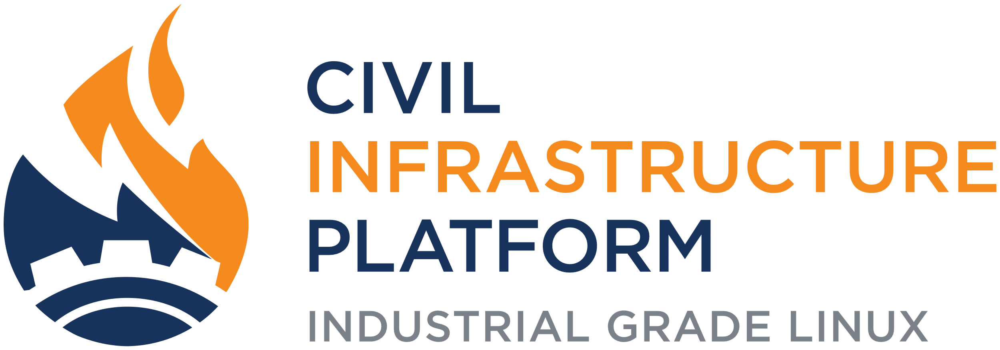 CIVIL
INFRASTRUCTURE
PLATFORM
INDUSTRIAL GRADE LINUX